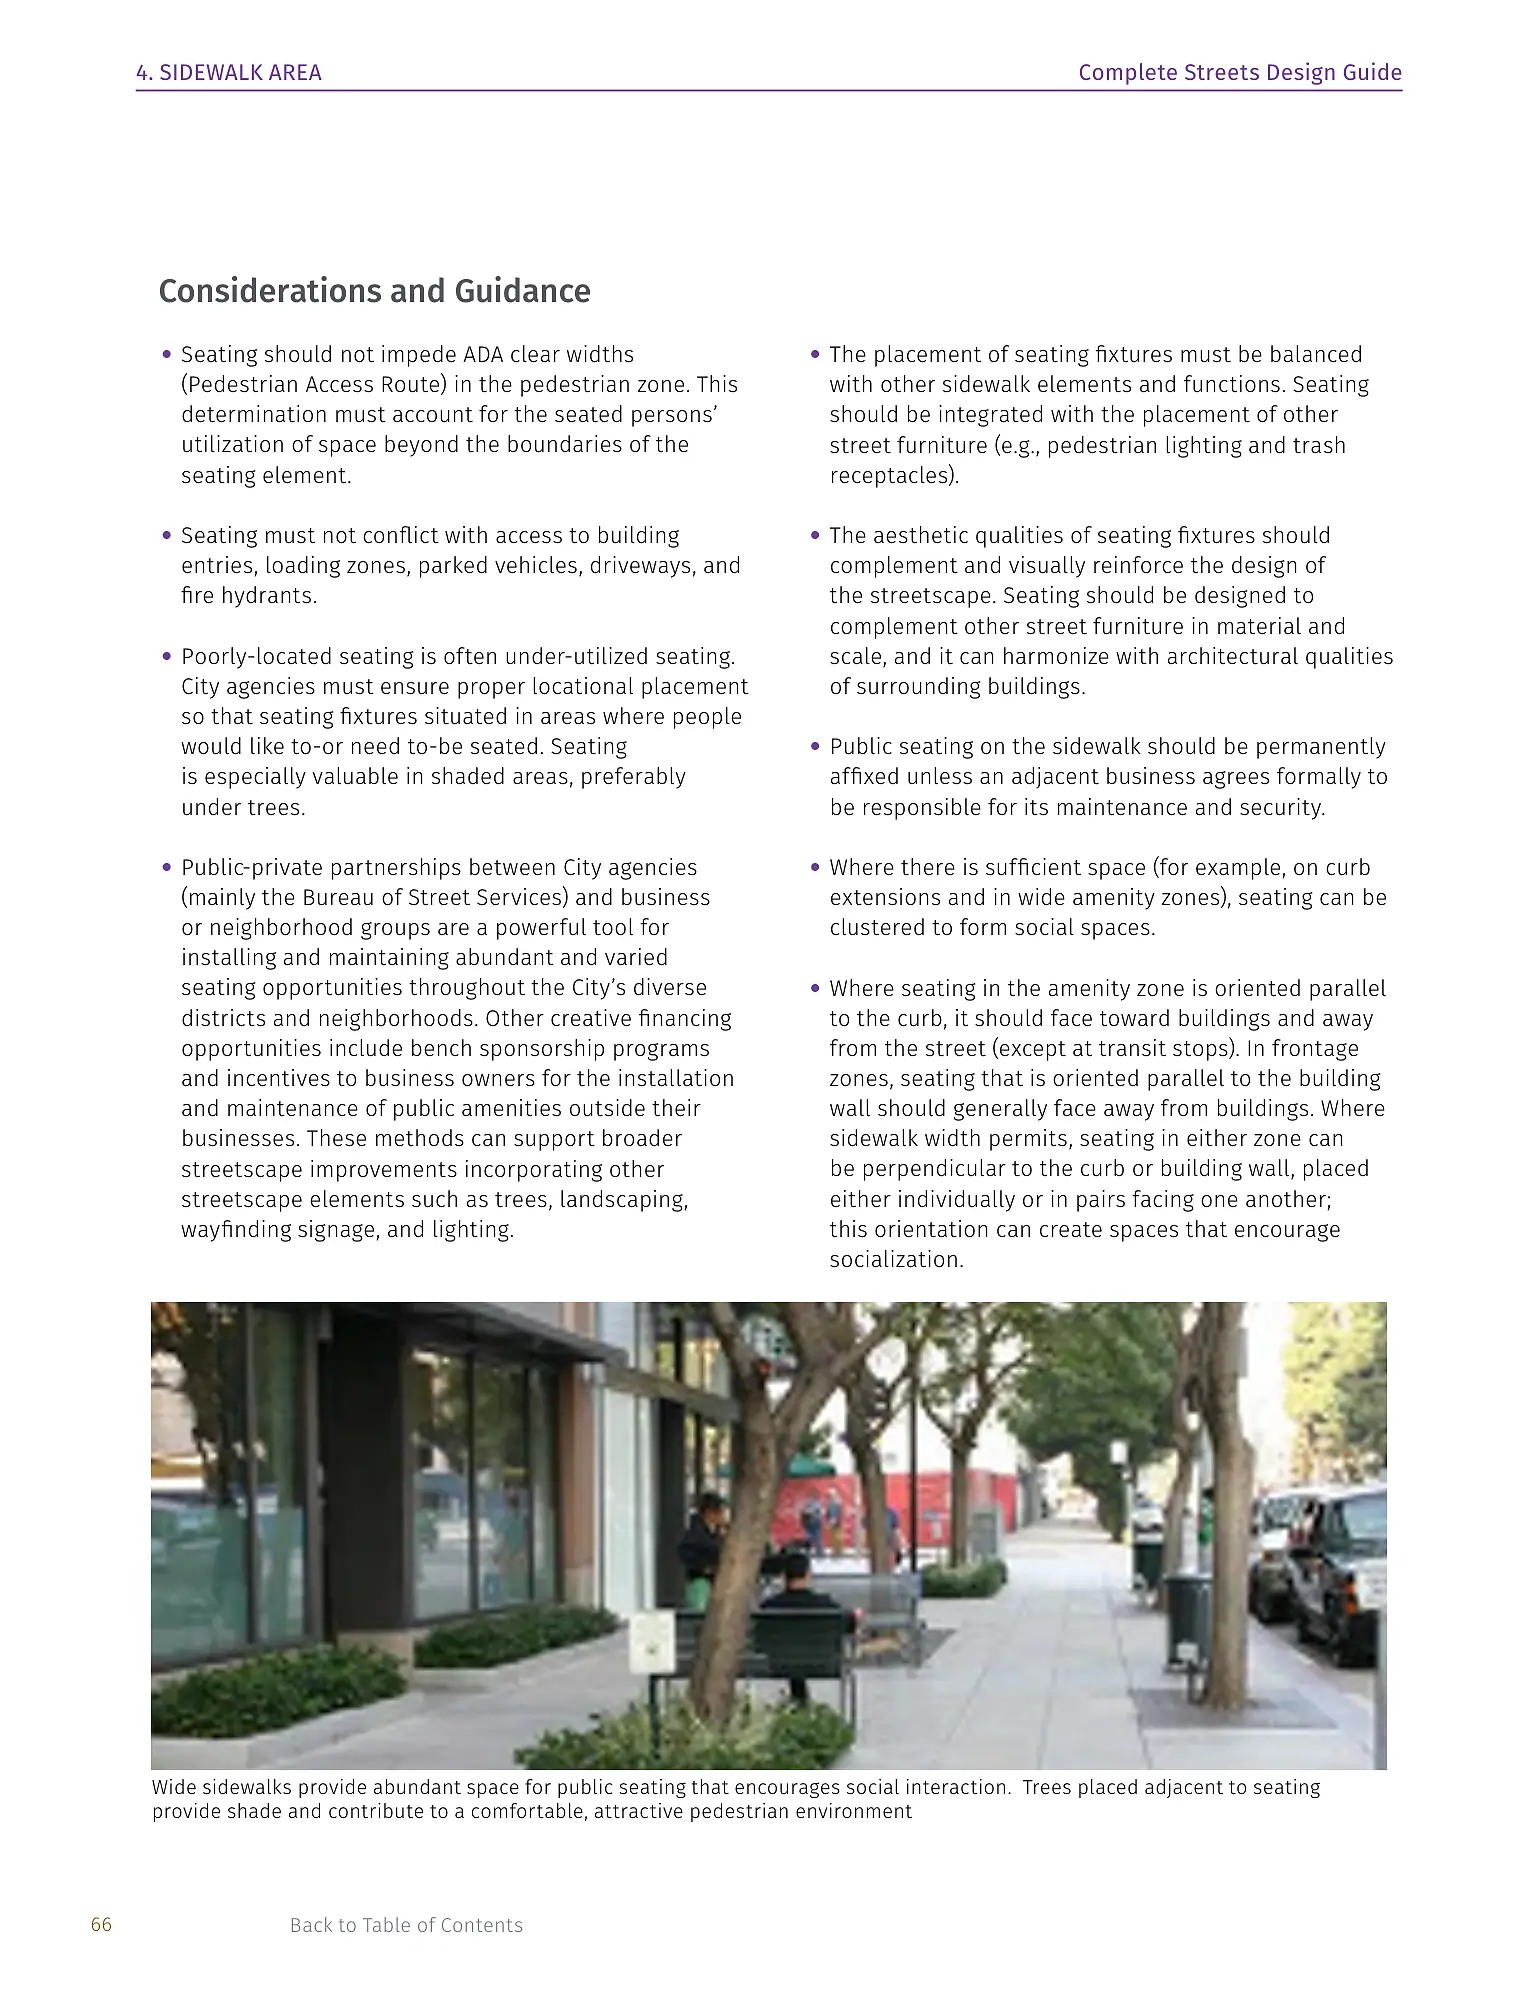 4. SIDEWALK AREA
Complete Streets Design Guide
Considerations and Guidance
• Seating should not impede ADA clear widths
(Pedestrian Access Route) in the pedestrian zone. This
determination must account for the seated persons’
utilization of space beyond the boundaries of the
seating element.
• Seating must not conflict with access to building
entries, loading zones, parked vehicles, driveways, and
fire hydrants.
• Poorly-located seating is often under-utilized seating.
City agencies must ensure proper locational placement
so that seating fixtures situated in areas where people
would like to-or need to-be seated. Seating
is especially valuable in shaded areas, preferably
under trees.
• Public-private partnerships between City agencies
(mainly the Bureau of Street Services) and business
or neighborhood groups are a powerful tool for
installing and maintaining abundant and varied
seating opportunities throughout the City’s diverse
districts and neighborhoods. Other creative financing
opportunities include bench sponsorship programs
and incentives to business owners for the installation
and maintenance of public amenities outside their
businesses. These methods can support broader
streetscape improvements incorporating other
streetscape elements such as trees, landscaping,
wayfinding signage, and lighting.
• The placement of seating fixtures must be balanced
with other sidewalk elements and functions. Seating
should be integrated with the placement of other
street furniture (e.g., pedestrian lighting and trash
receptacles).
• The aesthetic qualities of seating fixtures should
complement and visually reinforce the design of
the streetscape. Seating should be designed to
complement other street furniture in material and
scale, and it can harmonize with architectural qualities
of surrounding buildings.
• Public seating on the sidewalk should be permanently
affixed unless an adjacent business agrees formally to
be responsible for its maintenance and security.
• Where there is sufficient space (for example, on curb
extensions and in wide amenity zones), seating can be
clustered to form social spaces.
• Where seating in the amenity zone is oriented parallel
to the curb, it should face toward buildings and away
from the street (except at transit stops). In frontage
zones, seating that is oriented parallel to the building
wall should generally face away from buildings. Where
sidewalk width permits, seating in either zone can
be perpendicular to the curb or building wall, placed
either individually or in pairs facing one another;
this orientation can create spaces that encourage
socialization.
Wide sidewalks provide abundant space for public seating that encourages social interaction.  Trees placed adjacent to seating
provide shade and contribute to a comfortable, attractive pedestrian environment
66
Back to Table of Contents